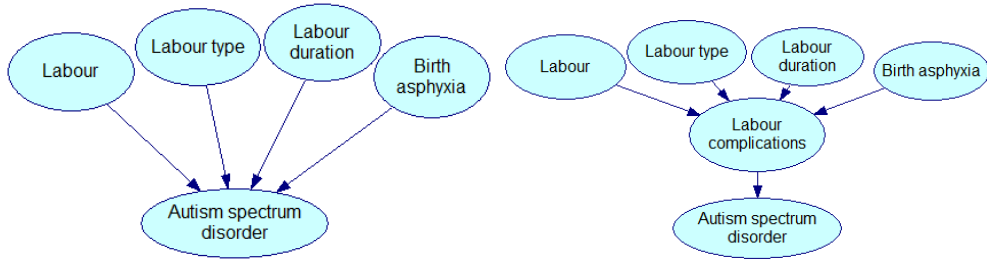 Labour
Labour type
Labour
duration
Birth
asphyxia
Autism spectrum
disorder
Labour
Labour type
Labour
duration
Birth asphyxia
Labour
complications
Autism spectrum
disorder